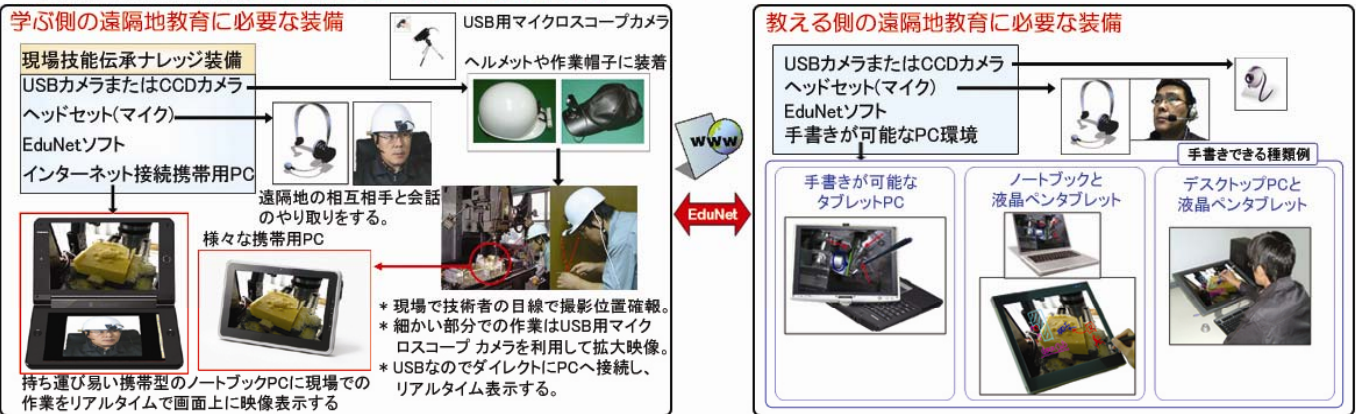 学ぶ側の遠隔地教育に必要な装備
USB用マイクロスコープカメラ
現場技能伝承ナレッジ装備
ヘルメットや作業帽子に装着
USBカメラまたはCCDカメラ
ヘッドセット(マイク)
EduNetソフト
インターネット接続携帯用PC
遠隔地の相互相手と会話
のやり取りをする。
様々な携帯用PC
* 現場で技術者の目線で撮影位置確報。
* 細かい部分での作業はUSB用マイク
ロスコープ カメラを利用して拡大映像。
* USBなのでダイレクトにPCへ接続し、
リアルタイム表示する。
持ち運び易い携帯型のノートブックPCに現場での
作業をリアルタイムで画面上に映像表示する
www
EduNet
教える側の遠隔地教育に必要な装備
USBカメラまたはCCDカメラ
ヘッドセット(マイク)
EduNetソフト
手書きが可能なPC環境
手書きできる種類例
手書きが可能な
タブレットPC
ノートブックと
液晶ペンタブレット
デスクトップPCと
液晶ペンタブレット